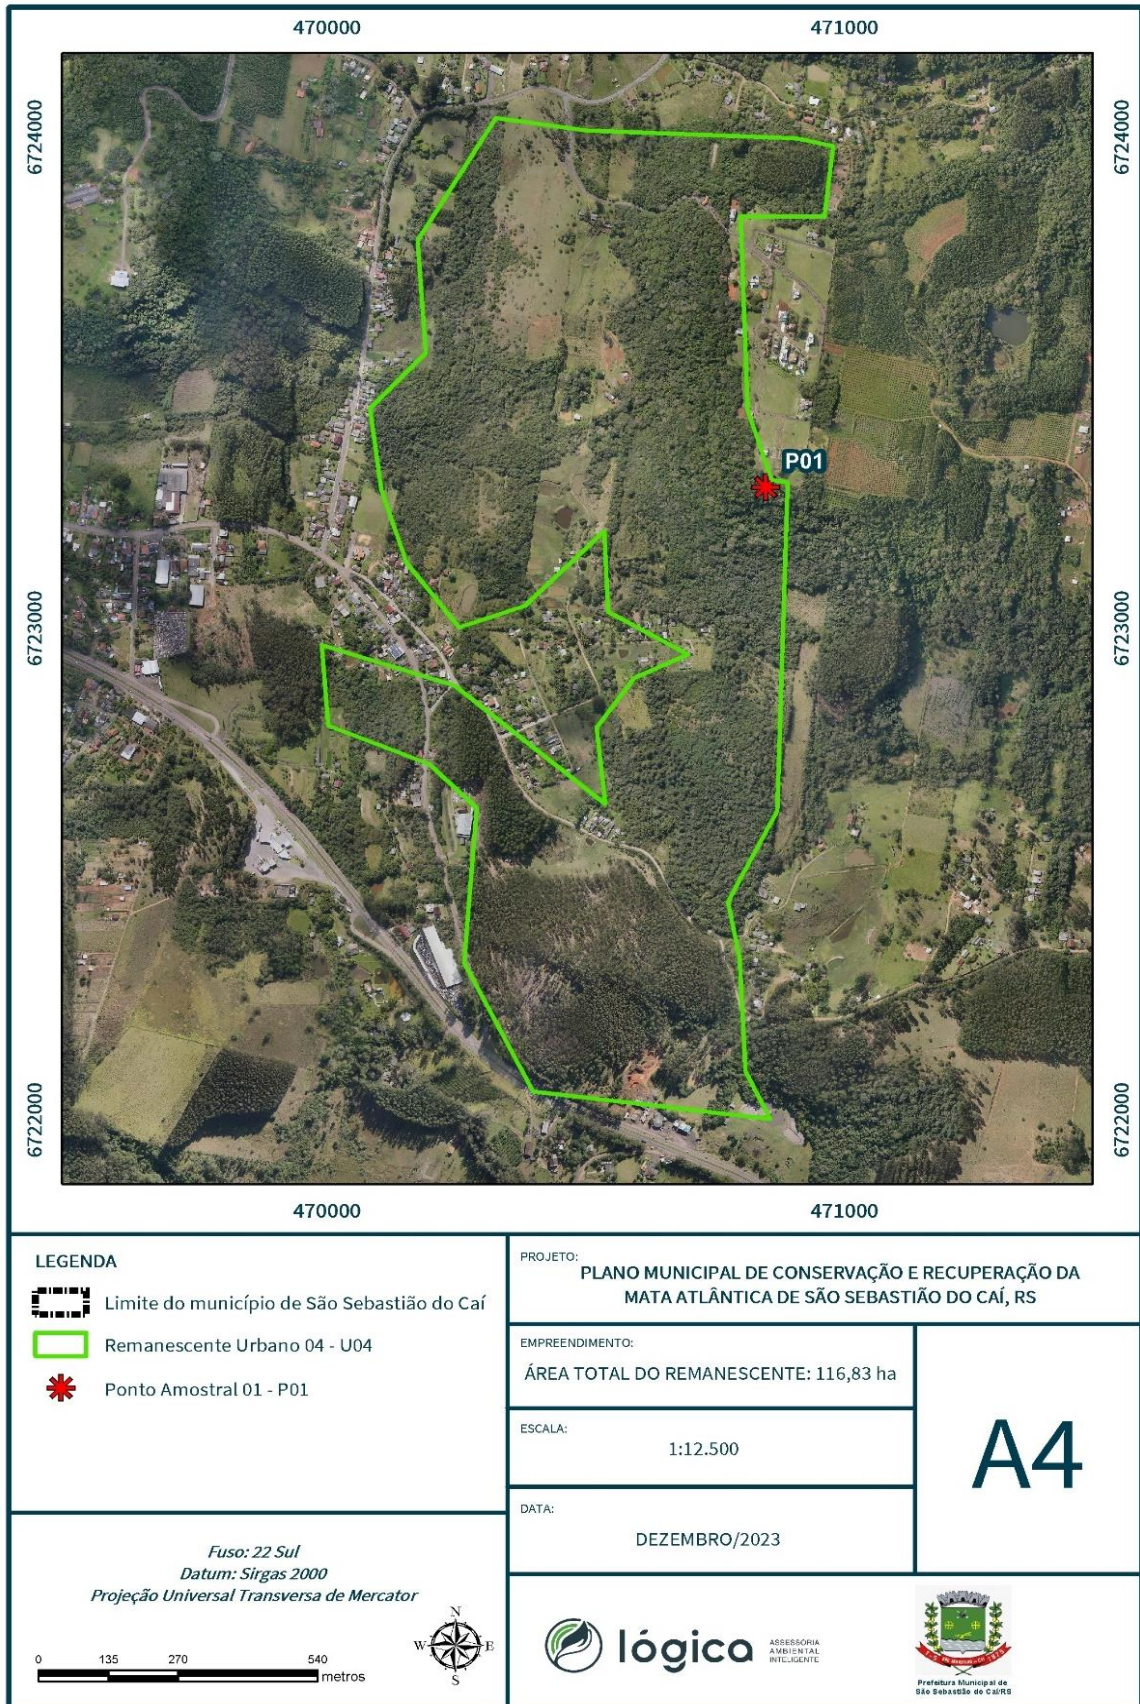 470000
471000
6724000
6724000
P01
6723000
6723000
6722000
6722000
470000
471000
LEGENDA
Limite do município de São Sebastião do Caí
Remanescente Urbano 04 - U04
Ponto Amostral 01 - P01
Fuso: 22 Sul
Datum: Sirgas 2000
Projeção Universal Transversa de Mercator
N
W
E
S
0 135 270 540
metros
PROJETO:
PLANO MUNICIPAL DE CONSERVAÇÃO E RECUPERAÇÃO DA
MATA ATLÂNTICA DE SÃO SEBASTIÃO DO CAÍ, RS
EMPREENDIMENTO:
ÁREA TOTAL DO REMANESCENTE: 116,83 ha
ESCALA:
1:12.500
DATA:
DEZEMBRO/2023
A4
lógica
ASSESSORIA
AMBIENTAL
INTELIGENTE
Prefeitura Municipal de
São Sebastião do Caí/RS